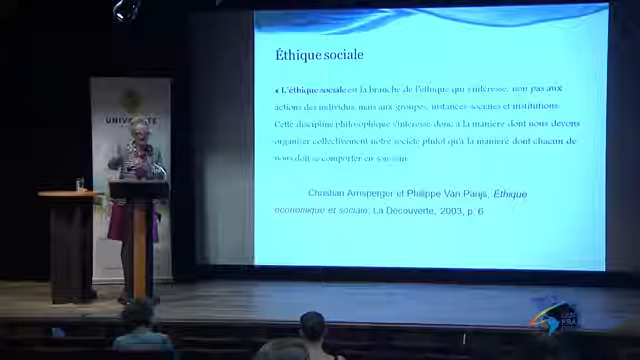 Éthique sociale
« L'éthique sociale est la branche de l'éthique qui s'intéresse, non pas aux
actions des individus mais aux groupes, instances sociales et institutions.
Cette discipline philosophique s'intéresse donc à la manière dont nous devons
organiser collectivement notre société plutôt qu'à la manière dont chacun de
nous doit se comporter en son sein.
Christian Arnsperger et Philippe Van Parijs, Éthique
économique et sociale, La Découverte, 2003, p. 6
UNIVERSITÉ